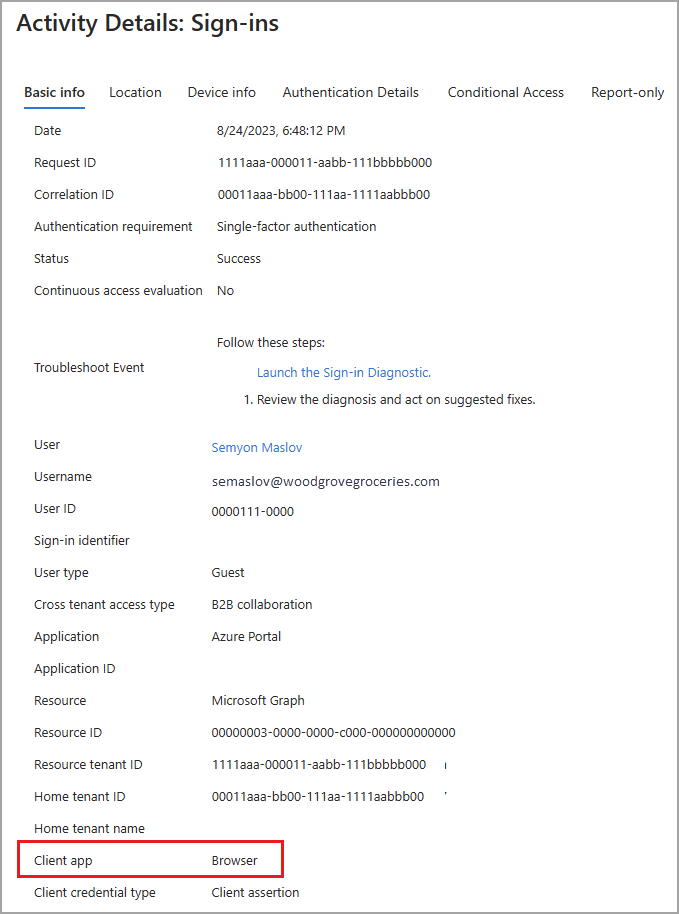 Activity Details: Sign-ins
Basic info Location Device info Authentication Details Conditional Access Report-only
Date 8/24/2023, 6:48:12 PM
Request ID 1111aaa-000011-aabb-111bbbbb000
Correlation ID 00011aaa-bb00-111aa-1111aabbb00
Authentication requirement Single-factor authentication
Status Success
Continuous access evaluation No
Follow these steps:
Troubleshoot Event
Launch the Sign-in Diagnostic.
1. Review the diagnosis and act on suggested fixes.
User Semyon Maslov
Username semaslov@woodgrovegroceries.com
User ID 0000111-0000
Sign-in identifier
User type Guest
Cross tenant access type B2B collaboration
Application Azure Portal
Application ID
Resource Microsoft Graph
Resource ID 00000003-0000-0000-c000-000000000000
Resource tenant ID 1111aaa-000011-aabb-111bbbbb000
Home tenant ID 00011aaa-bb00-111aa-1111aabbb00
Home tenant name
Client app Browser
Client credential type Client assertion